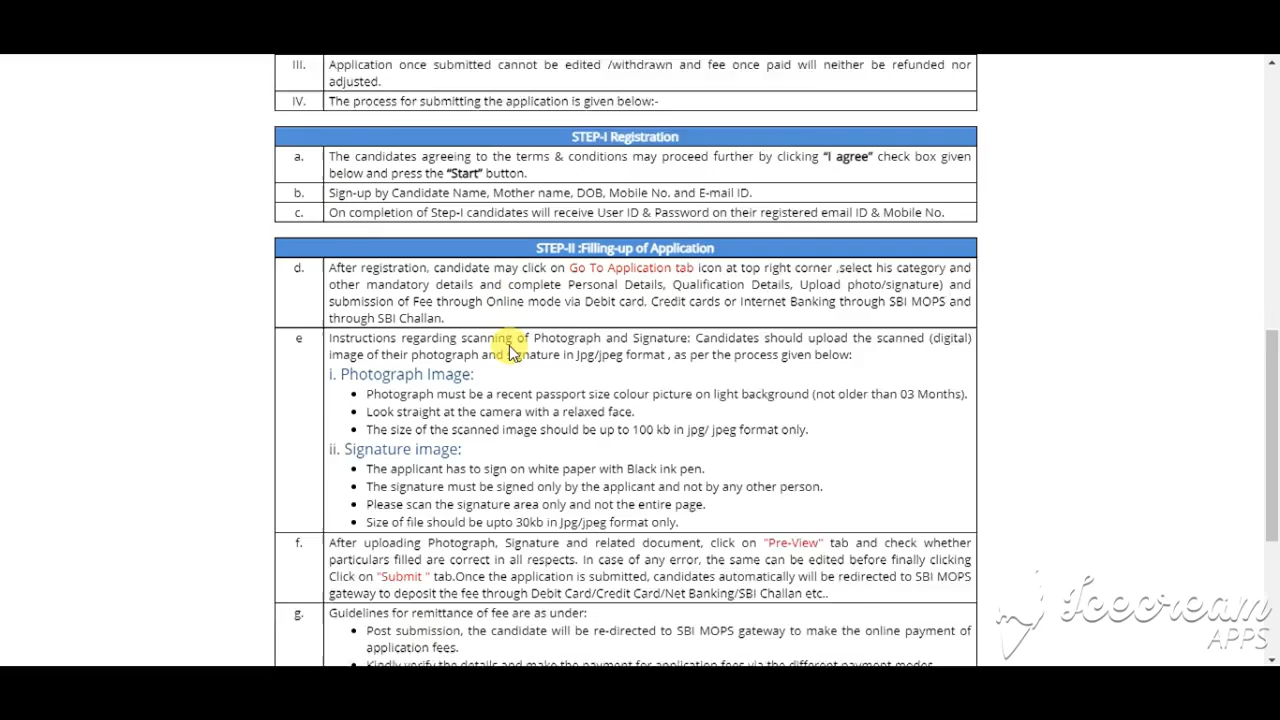 III. Application once submitted cannot be edited /withdrawn and fee once paid will neither be refunded nor
adjusted.
IV. The process for submitting the application is given below:-
STEP-I Registration
a. The candidates agreeing to the terms & conditions may proceed further by clicking “I agree” check box given
below and press the “Start” button.
b. Sign-up by Candidate Name, Mother name, DOB, Mobile No. and E-mail ID.
c. On completion of Step-I candidates will receive User ID & Password on their registered email ID & Mobile No.
STEP-II :Filling-up of Application
d. After registration, candidate may click on Go To Application tab icon at top right corner ,select his category and
other mandatory details and complete Personal Details, Qualification Details, Upload photo/signature) and
submission of Fee through Online mode via Debit card, Credit cards or Internet Banking through SBI MOPS and
through SBI Challan.
e Instructions regarding scanning of Photograph and Signature: Candidates should upload the scanned (digital)
image of their photograph and signature in Jpg/jpeg format , as per the process given below:
i. Photograph Image:
• Photograph must be a recent passport size colour picture on light background (not older than 03 Months).
• Look straight at the camera with a relaxed face.
• The size of the scanned image should be up to 100 kb in jpg/ jpeg format only.
ii. Signature image:
• The applicant has to sign on white paper with Black ink pen.
• The signature must be signed only by the applicant and not by any other person.
• Please scan the signature area only and not the entire page.
• Size of file should be upto 30kb in Jpg/jpeg format only.
f. After uploading Photograph, Signature and related document, click on "Pre-View" tab and check whether
particulars filled are correct in all respects. In case of any error, the same can be edited before finally clicking
Click on "Submit " tab.Once the application is submitted, candidates automatically will be redirected to SBI MOPS
gateway to deposit the fee through Debit Card/Credit Card/Net Banking/SBI Challan etc..
g. Guidelines for remittance of fee are as under:
• Post submission, the candidate will be re-directed to SBI MOPS gateway to make the online payment of
application fees.
• Kindly verify the details and make the payment for application fees via the different payment modes
Icecream
APPS